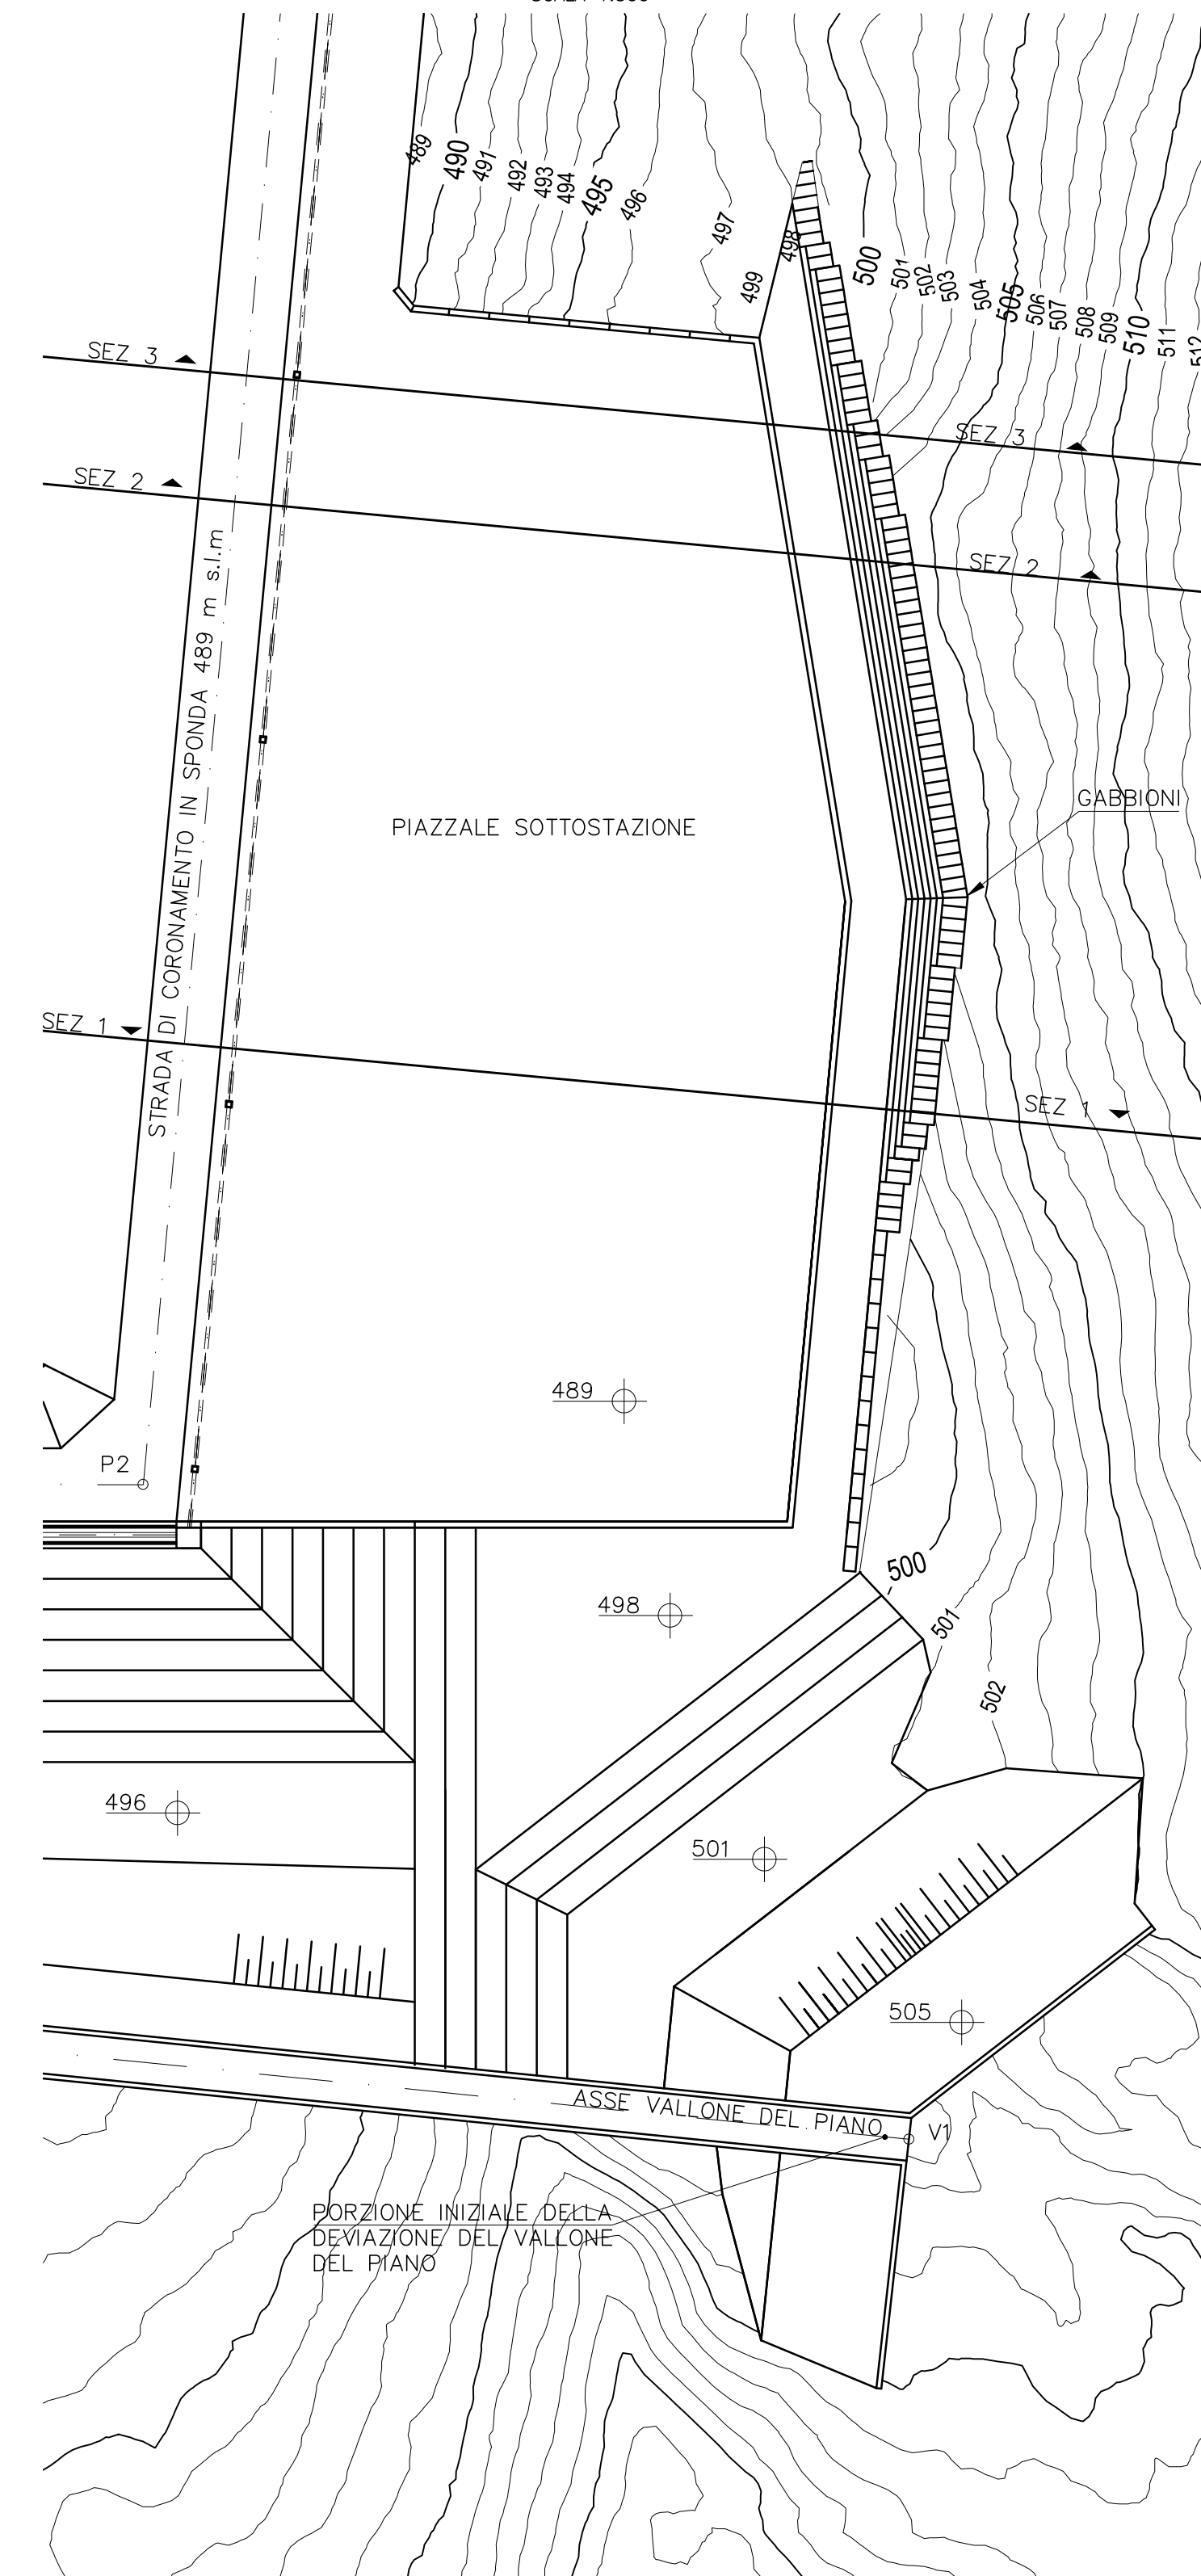 489
490
491
492
493
494
495
496
497
498
499
500
501
502
503
504
505
506
507
508
509
510
511
512
SEZ 3
SEZ 3
SEZ 2
SEZ 2
STRADA DI CORONAMENTO IN SPONDA 489 m s.l.m
GABBIONI
PIAZZALE SOTTOSTAZIONE
SEZ 1
SEZ 1
489
P2
500
498
501
502
496
501
505
ASSE VALLONE DEL PIANO
V1
PORZIONE INIZIALE DELLA
DEVIAZIONE DEL VALLONE
DEL PIANO